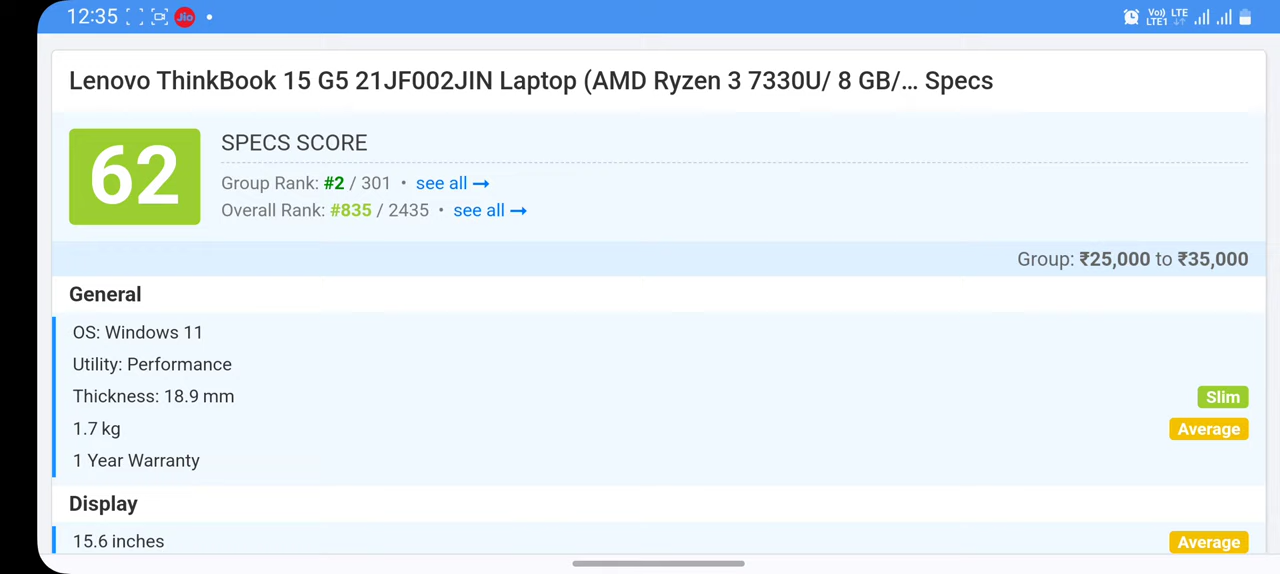 12:35 Jio Vo) LTE1 LTE
Lenovo ThinkBook 15 G5 21JF002JIN Laptop (AMD Ryzen 3 7330U/ 8 GB/... Specs
62
SPECS SCORE
Group Rank: #2 / 301 • see all →
Overall Rank: #835 / 2435 • see all →
Group: ₹25,000 to ₹35,000
General
OS: Windows 11
Utility: Performance
Thickness: 18.9 mm Slim
1.7 kg Average
1 Year Warranty
Display
15.6 inches Average